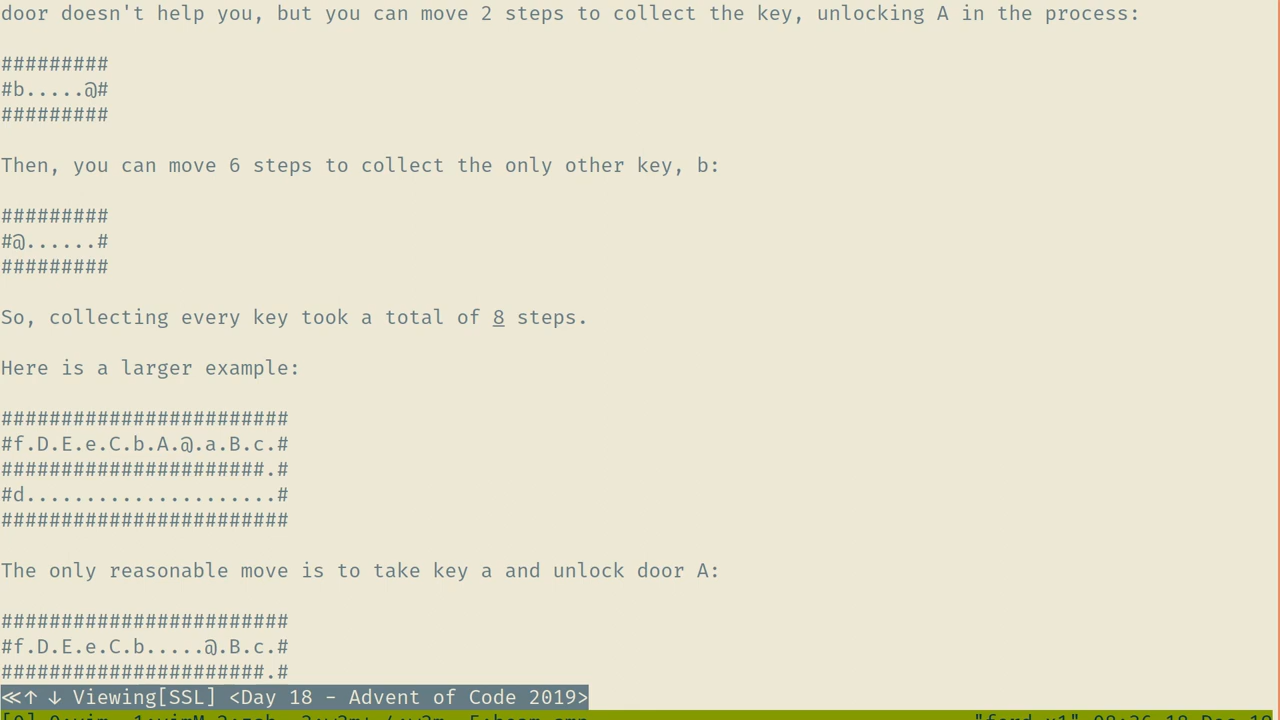 door doesn't help you, but you can move 2 steps to collect the key, unlocking A in the process:
#########
#b.....@#
#########
Then, you can move 6 steps to collect the only other key, b:
#########
#@......#
#########
So, collecting every key took a total of 8 steps.
Here is a larger example:
########################
#f.D.E.e.C.b.A.@.a.B.c.#
######################.#
#d.....................#
########################
The only reasonable move is to take key a and unlock door A:
########################
#f.D.E.e.C.b.....@.B.c.#
######################.#
≪↑ ↓ Viewing[SSL] <Day 18 - Advent of Code 2019>